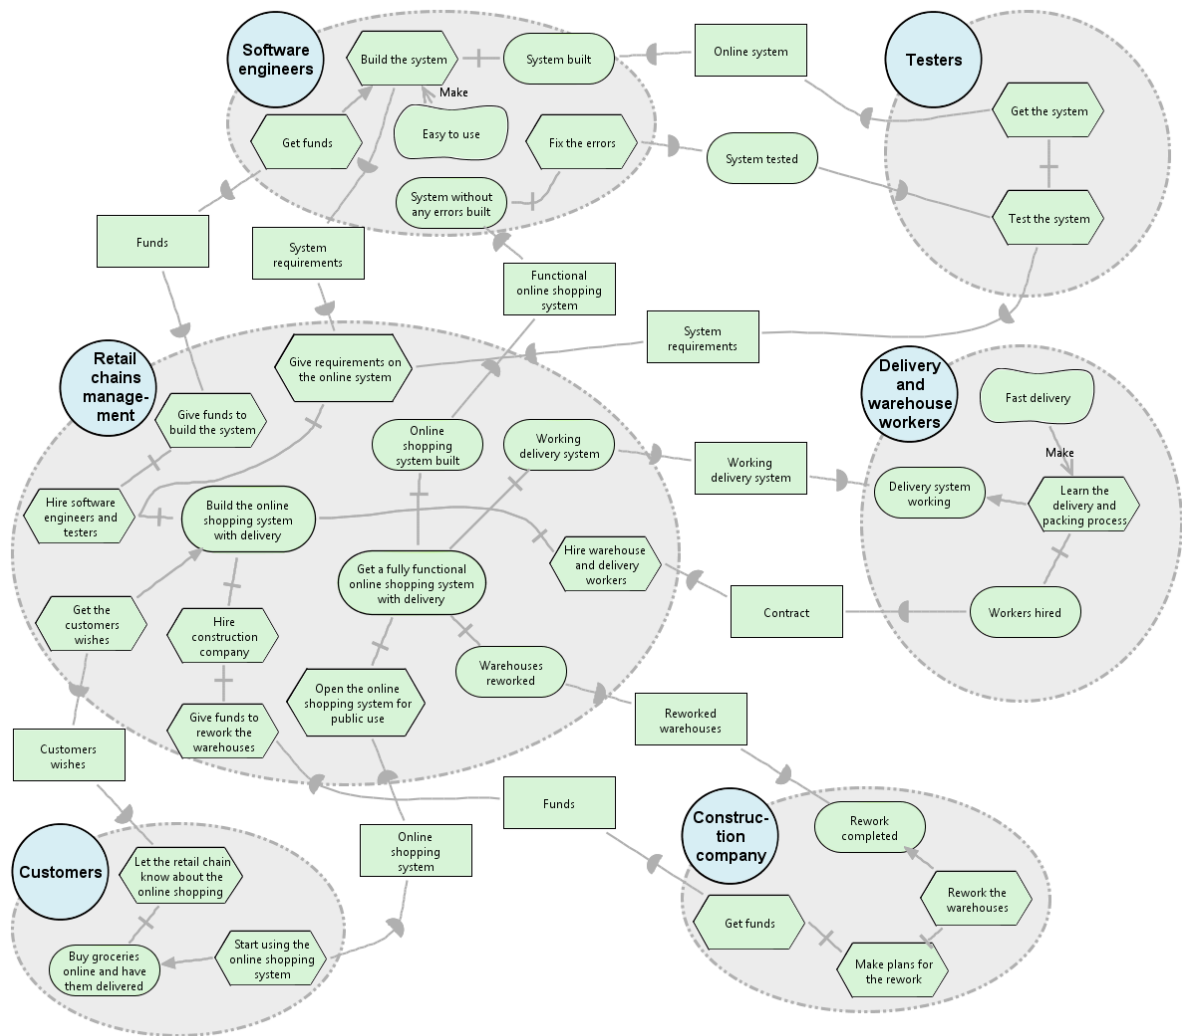 Software
engineers
Build the system
System built
Online system
Testers
Make
Easy to use
Get the system
Get funds
Fix the errors
System tested
System without
any errors built
Test the system
Funds
System
requirements
Functional
online shopping
system
System
requirements
Retail
chains
manage-
ment
Give requirements on
the online system
Delivery
and
warehouse
workers
Fast delivery
Give funds to
build the system
Online
shopping
system built
Working
delivery system
Make
Working
delivery system
Delivery system
working
Learn the
delivery and
packing process
Hire software
engineers and
testers
Build the online
shopping system
with delivery
Hire warehouse
and delivery
workers
Get a fully functional
online shopping system
with delivery
Get the
customers
wishes
Hire
construction
company
Contract
Workers hired
Warehouses
reworked
Open the online
shopping system for
public use
Give funds to
rework the
warehouses
Reworked
warehouses
Customers
wishes
Funds
Construc-
tion
company
Rework
completed
Online
shopping
system
Customers
Let the retail chain
know about the
online shopping
Rework the
warehouses
Get funds
Buy groceries
online and have
them delivered
Start using the
online shopping
system
Make plans for
the rework